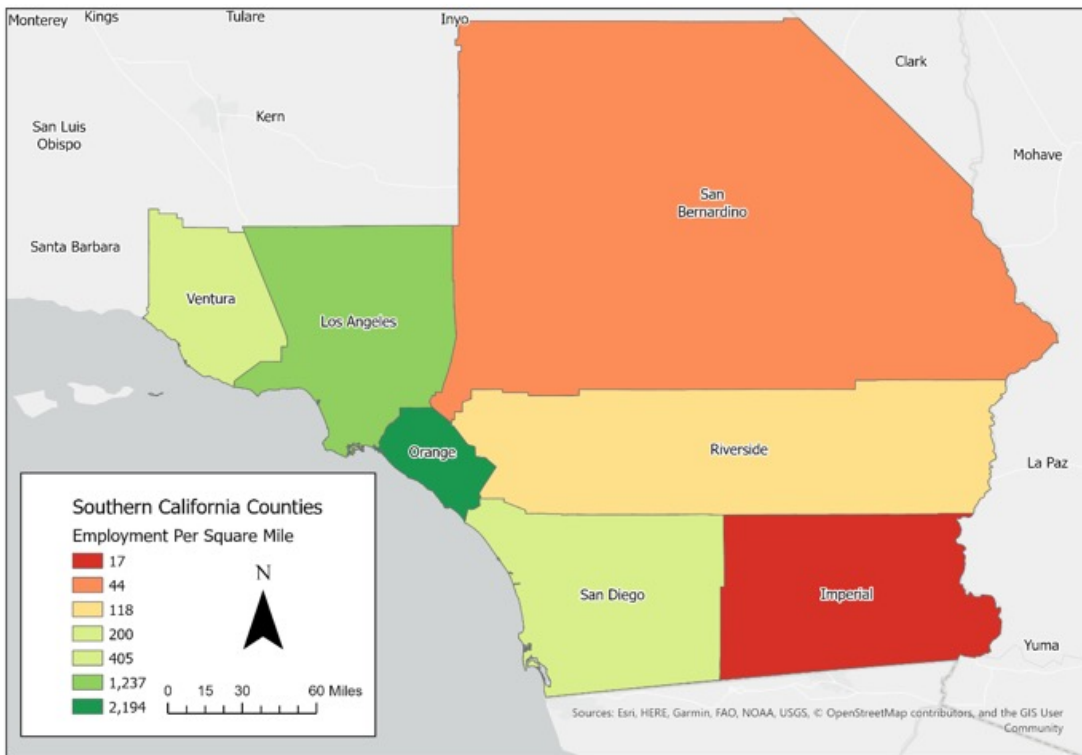 Monterey Kings Tulare Inyo
Clark
Kern
San Luis
Obispo
Mohave
San
Bernardino
Santa Barbara
Ventura
Los Angeles
Orange
Riverside
La Paz
San Diego
Imperial
Yuma
Southern California Counties
Employment Per Square Mile
17
44
118
200
405
1,237
2,194
N
0 15 30 60 Miles
Sources: Esri, HERE, Garmin, FAO, NOAA, USGS, © OpenStreetMap contributors, and the GIS User
Community